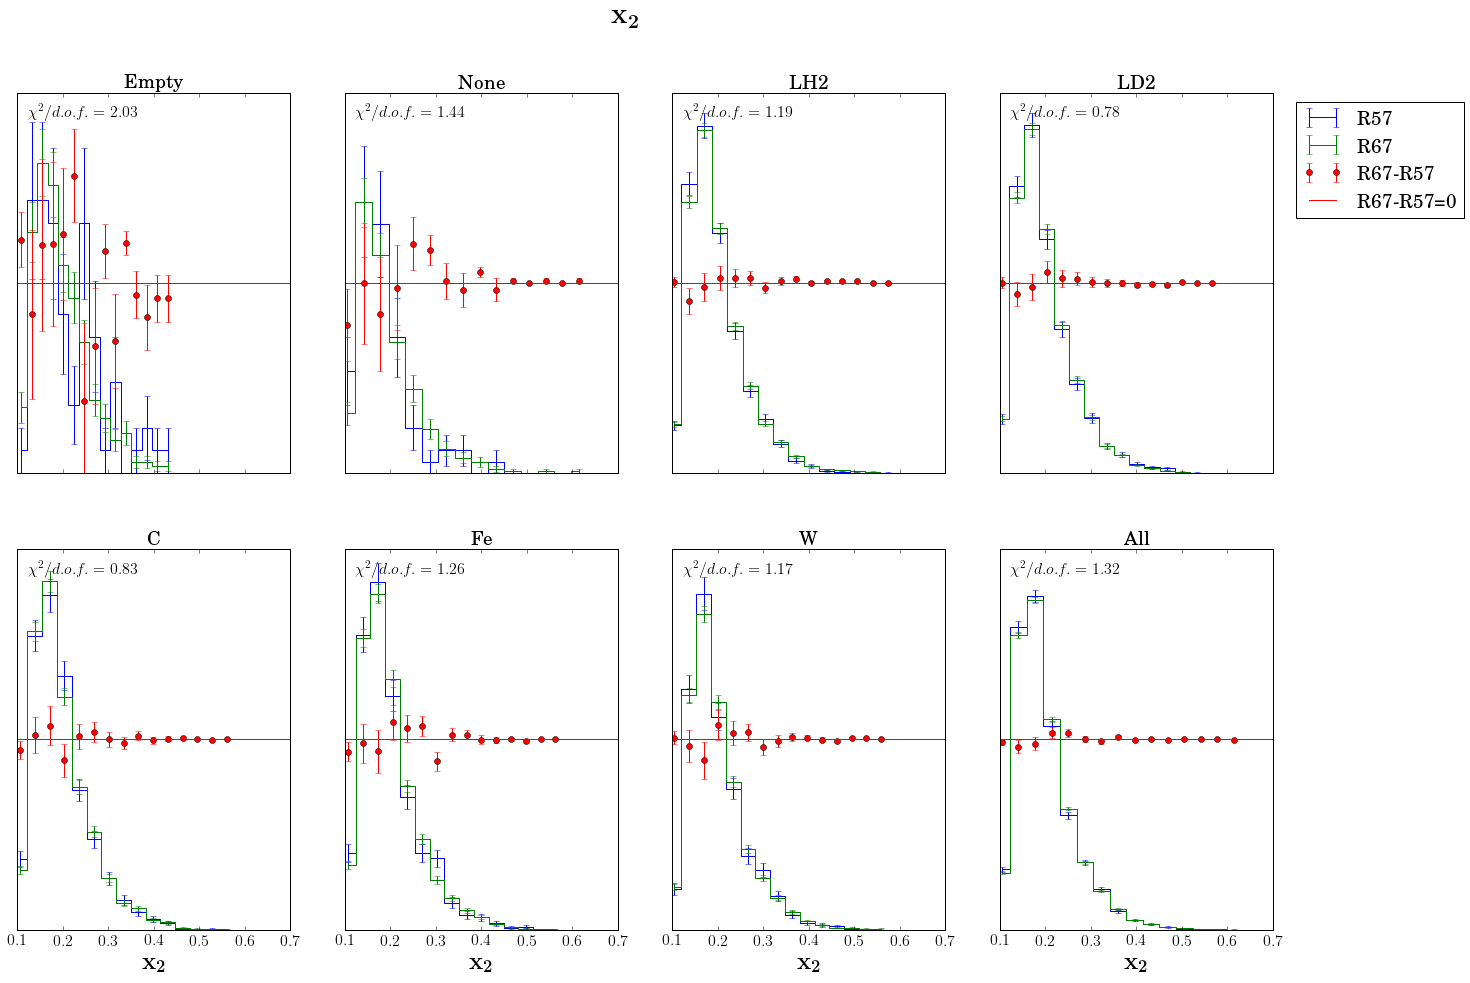 x₂
Empty
None
LH2
LD2
χ²/d.o.f. = 2.03
χ²/d.o.f. = 1.44
χ²/d.o.f. = 1.19
χ²/d.o.f. = 0.78
R57
R67
R67-R57
R67-R57=0
C
Fe
W
All
χ²/d.o.f. = 0.83
χ²/d.o.f. = 1.26
χ²/d.o.f. = 1.17
χ²/d.o.f. = 1.32
0.1 0.2 0.3 0.4 0.5 0.6 0.7
0.1 0.2 0.3 0.4 0.5 0.6 0.7
0.1 0.2 0.3 0.4 0.5 0.6 0.7
0.1 0.2 0.3 0.4 0.5 0.6 0.7
x₂
x₂
x₂
x₂